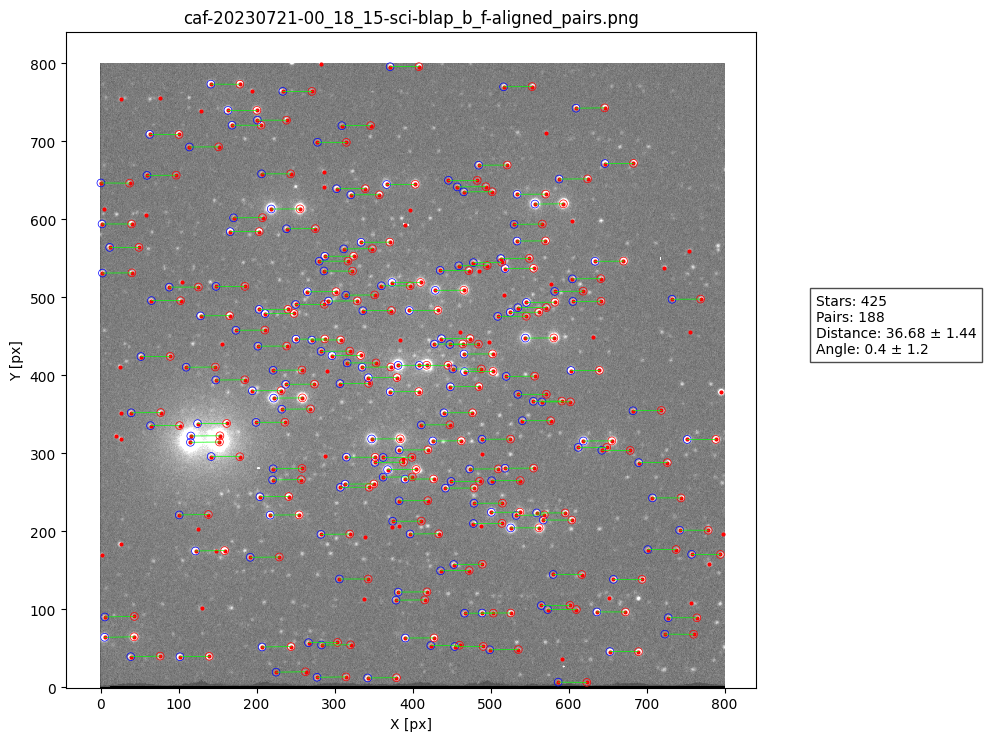 caf-20230721-00_18_15-sci-blap_b_f-aligned_pairs.png
800
700
600
500
400
300
200
100
0
Y [px]
0 100 200 300 400 500 600 700 800
X [px]
Stars: 425
Pairs: 188
Distance: 36.68 ± 1.44
Angle: 0.4 ± 1.2